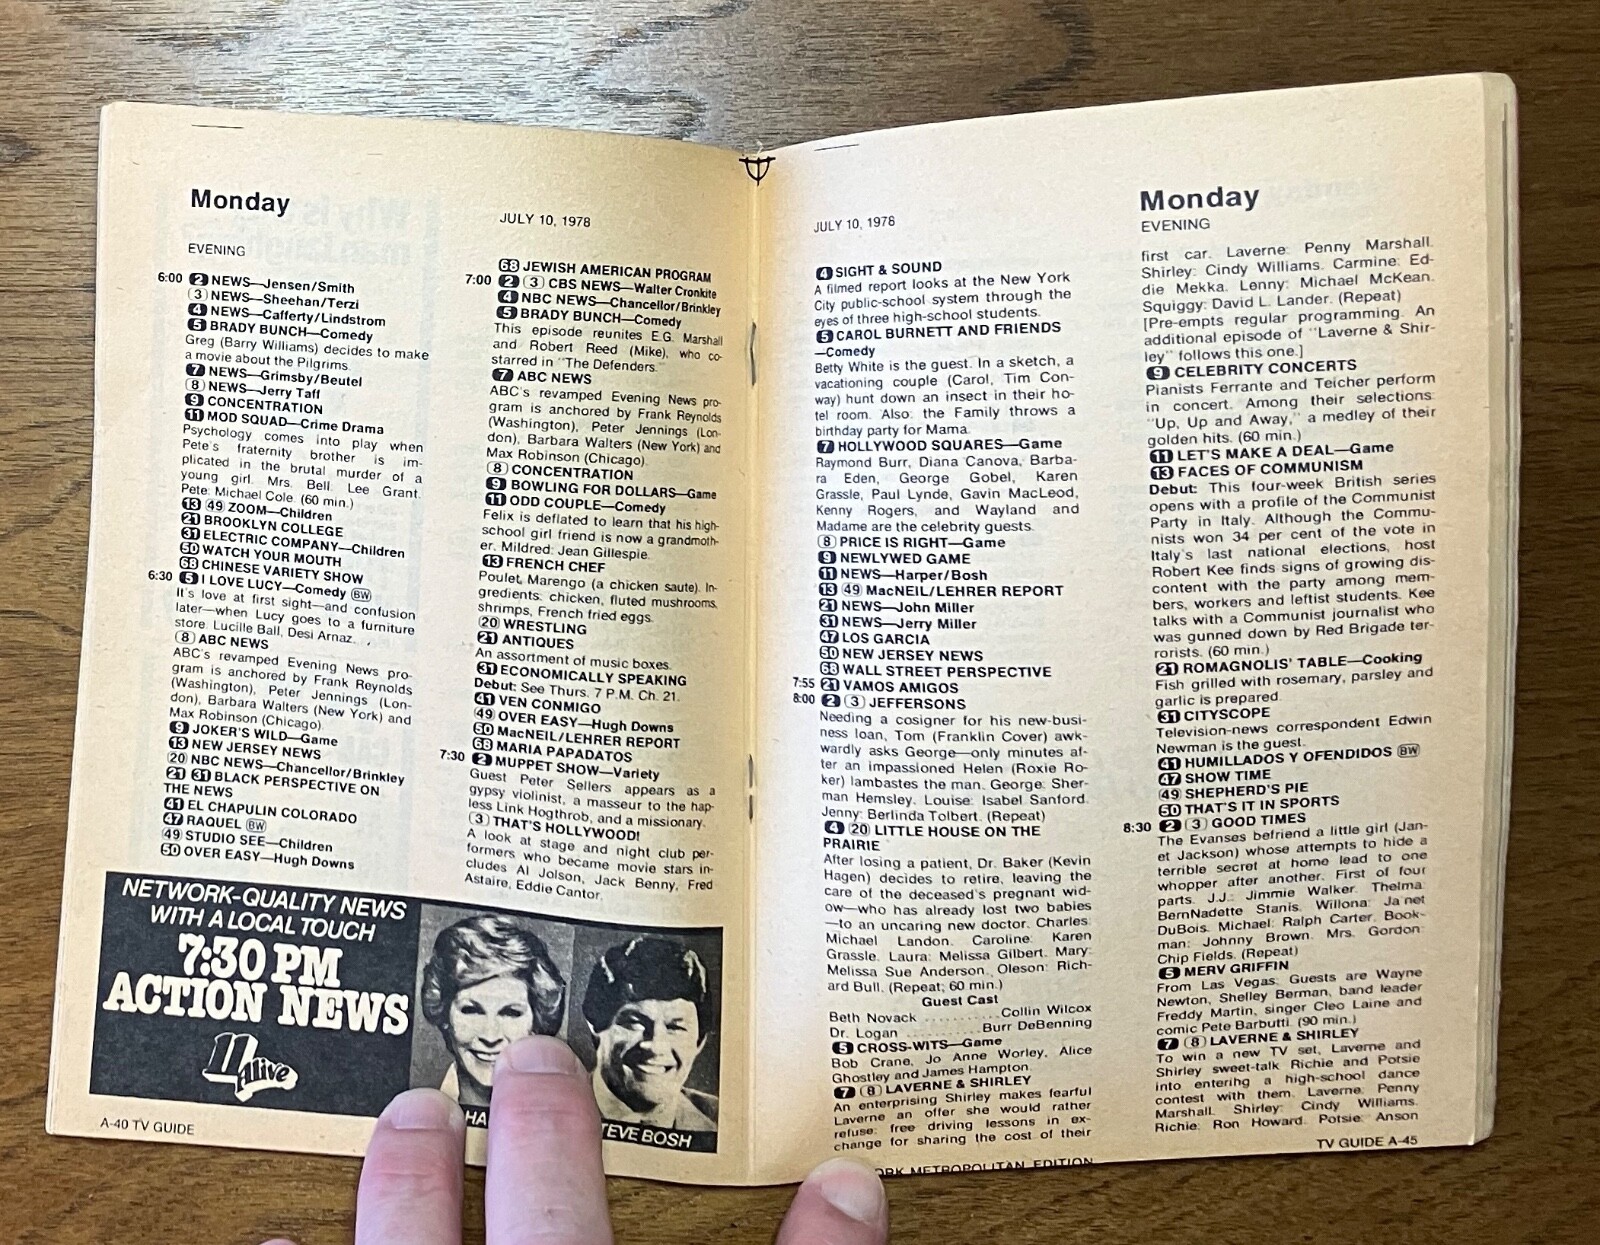 Monday
JULY 10, 1978
EVENING
6:00 2 NEWS—Jensen/Smith
3 NEWS—Sheehan/Terzi
4 NEWS—Cafferty/Lindstrom
5 BRADY BUNCH—Comedy
Greg (Barry Williams) decides to make
a movie about the Pilgrims.
7 NEWS—Grimsby/Beutel
8 NEWS—Jerry Taff
9 CONCENTRATION
11 MOD SQUAD—Crime Drama
Psychology comes into play when
Pete's fraternity brother is im-
plicated in the brutal murder of a
young girl. Mrs. Bell: Lee Grant.
Pete: Michael Cole. (60 min.)
13 49 ZOOM—Children
21 BROOKLYN COLLEGE
31 ELECTRIC COMPANY—Children
50 WATCH YOUR MOUTH
68 CHINESE VARIETY SHOW
6:30 5 I LOVE LUCY—Comedy BW
It's love at first sight—and confusion
later—when Lucy goes to a furniture
store. Lucille Ball, Desi Arnaz.
8 ABC NEWS
ABC's revamped Evening News pro-
gram is anchored by Frank Reynolds
(Washington), Peter Jennings (Lon-
don), Barbara Walters (New York) and
Max Robinson (Chicago).
9 JOKER'S WILD—Game
13 NEW JERSEY NEWS
20 NBC NEWS—Chancellor/Brinkley
21 31 BLACK PERSPECTIVE ON
THE NEWS
41 EL CHAPULIN COLORADO
47 RAQUEL BW
49 STUDIO SEE—Children
50 OVER EASY—Hugh Downs
68 JEWISH AMERICAN PROGRAM
7:00 2 3 CBS NEWS—Walter Cronkite
4 NBC NEWS—Chancellor/Brinkley
5 BRADY BUNCH—Comedy
This episode reunites E.G. Marshall
and Robert Reed (Mike), who co-
starred in "The Defenders."
7 ABC NEWS
ABC's revamped Evening News pro-
gram is anchored by Frank Reynolds
(Washington), Peter Jennings (Lon-
don), Barbara Walters (New York) and
Max Robinson (Chicago).
8 CONCENTRATION
9 BOWLING FOR DOLLARS—Game
11 ODD COUPLE—Comedy
Felix is deflated to learn that his high-
school girl friend is now a grandmoth-
er. Mildred: Jean Gillespie.
13 FRENCH CHEF
Poulet Marengo (a chicken saute). In-
gredients: chicken, fluted mushrooms,
shrimps, French fried eggs.
20 WRESTLING
21 ANTIQUES
An assortment of music boxes.
31 ECONOMICALLY SPEAKING
Debut: See Thurs. 7 P.M. Ch. 21.
41 VEN CONMIGO
49 OVER EASY—Hugh Downs
50 MacNEIL/LEHRER REPORT
68 MARIA PAPADATOS
7:30 2 MUPPET SHOW—Variety
Guest Peter Sellers appears as a
gypsy violinist, a masseur to the hap-
less Link Hogthrob, and a missionary.
3 THAT'S HOLLYWOOD!
A look at stage and night club per-
formers who became movie stars in-
cludes Al Jolson, Jack Benny, Fred
Astaire, Eddie Cantor.
NETWORK-QUALITY NEWS
WITH A LOCAL TOUCH
7:30 PM
ACTION NEWS
11 Alive
HA
TEVE BOSH
A-40 TV GUIDE
JULY 10, 1978
Monday
EVENING
4 SIGHT & SOUND
A filmed report looks at the New York
City public-school system through the
eyes of three high-school students.
5 CAROL BURNETT AND FRIENDS
—Comedy
Betty White is the guest. In a sketch, a
vacationing couple (Carol, Tim Con-
way) hunt down an insect in their ho-
tel room. Also: the Family throws a
birthday party for Mama.
7 HOLLYWOOD SQUARES—Game
Raymond Burr, Diana Canova, Barba-
ra Eden, George Gobel, Karen
Grassle, Paul Lynde, Gavin MacLeod,
Kenny Rogers, and Wayland and
Madame are the celebrity guests.
8 PRICE IS RIGHT—Game
9 NEWLYWED GAME
11 NEWS—Harper/Bosh
13 49 MacNEIL/LEHRER REPORT
21 NEWS—John Miller
31 NEWS—Jerry Miller
47 LOS GARCIA
50 NEW JERSEY NEWS
68 WALL STREET PERSPECTIVE
7:55 21 VAMOS AMIGOS
8:00 2 3 JEFFERSONS
Needing a cosigner for his new-busi-
ness loan, Tom (Franklin Cover) awk-
wardly asks George—only minutes af-
ter an impassioned Helen (Roxie Ro-
ker) lambastes the man. George: Sher-
man Hemsley. Louise: Isabel Sanford.
Jenny: Berlinda Tolbert. (Repeat)
4 20 LITTLE HOUSE ON THE
PRAIRIE
After losing a patient, Dr. Baker (Kevin
Hagen) decides to retire, leaving the
care of the deceased's pregnant wid-
ow—who has already lost two babies
—to an uncaring new doctor. Charles:
Michael Landon. Caroline: Karen
Grassle. Laura: Melissa Gilbert. Mary:
Melissa Sue Anderson. Oleson: Rich-
ard Bull. (Repeat; 60 min.)
Guest Cast
Beth Novack ..........Collin Wilcox
Dr. Logan ..........Burr DeBenning
5 CROSS-WITS—Game
Bob Crane, Jo Anne Worley, Alice
Ghostley and James Hampton.
7 8 LAVERNE & SHIRLEY
An enterprising Shirley makes fearful
Laverne an offer she would rather
refuse: free driving lessons in ex-
change for sharing the cost of their
first car. Laverne: Penny Marshall.
Shirley: Cindy Williams. Carmine: Ed-
die Mekka. Lenny: Michael McKean.
Squiggy: David L. Lander. (Repeat)
[Pre-empts regular programming. An
additional episode of "Laverne & Shir-
ley" follows this one.]
9 CELEBRITY CONCERTS
Pianists Ferrante and Teicher perform
in concert. Among their selections:
"Up, Up and Away," a medley of their
golden hits. (60 min.)
11 LET'S MAKE A DEAL—Game
13 FACES OF COMMUNISM
Debut: This four-week British series
opens with a profile of the Communist
Party in Italy. Although the Commu-
nists won 34 per cent of the vote in
Italy's last national elections, host
Robert Kee finds signs of growing dis-
content with the party among mem-
bers, workers and leftist students. Kee
talks with a Communist journalist who
was gunned down by Red Brigade ter-
rorists. (60 min.)
21 ROMAGNOLIS' TABLE—Cooking
Fish grilled with rosemary, parsley and
garlic is prepared.
31 CITYSCOPE
Television-news correspondent Edwin
Newman is the guest.
41 HUMILLADOS Y OFENDIDOS BW
47 SHOW TIME
49 SHEPHERD'S PIE
50 THAT'S IT IN SPORTS
8:30 2 3 GOOD TIMES
The Evanses befriend a little girl (Jan-
et Jackson) whose attempts to hide a
terrible secret at home lead to one
whopper after another. First of four
parts. J.J.: Jimmie Walker. Thelma:
BernNadette Stanis. Willona: Ja'net
DuBois. Michael: Ralph Carter. Book-
man: Johnny Brown. Mrs. Gordon:
Chip Fields. (Repeat)
5 MERV GRIFFIN
From Las Vegas: Guests are Wayne
Newton, Shelley Berman, band leader
Freddy Martin, singer Cleo Laine and
comic Pete Barbutti. (90 min.)
7 8 LAVERNE & SHIRLEY
To win a new TV set, Laverne and
Shirley sweet-talk Richie and Potsie
into entering a high-school dance
contest with them. Laverne: Penny
Marshall. Shirley: Cindy Williams.
Richie: Ron Howard. Potsie: Anson
ORK METROPOLITAN EDITION
TV GUIDE A-45